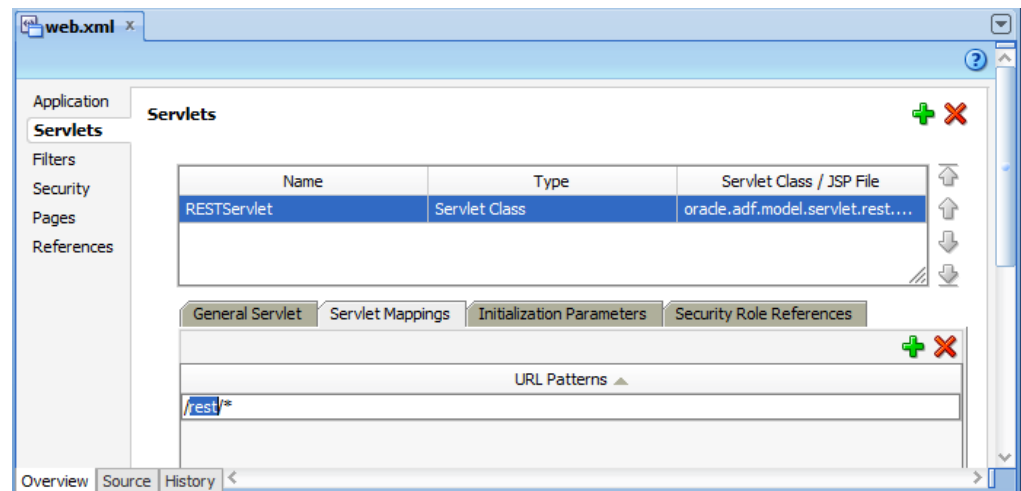 web.xml ×
?
Application
Servlets
Filters
Security
Pages
References
Servlets
Name Type Servlet Class / JSP File
RESTServlet Servlet Class oracle.adf.model.servlet.rest....
General Servlet Servlet Mappings Initialization Parameters Security Role References
URL Patterns
/rest/*
Overview Source History